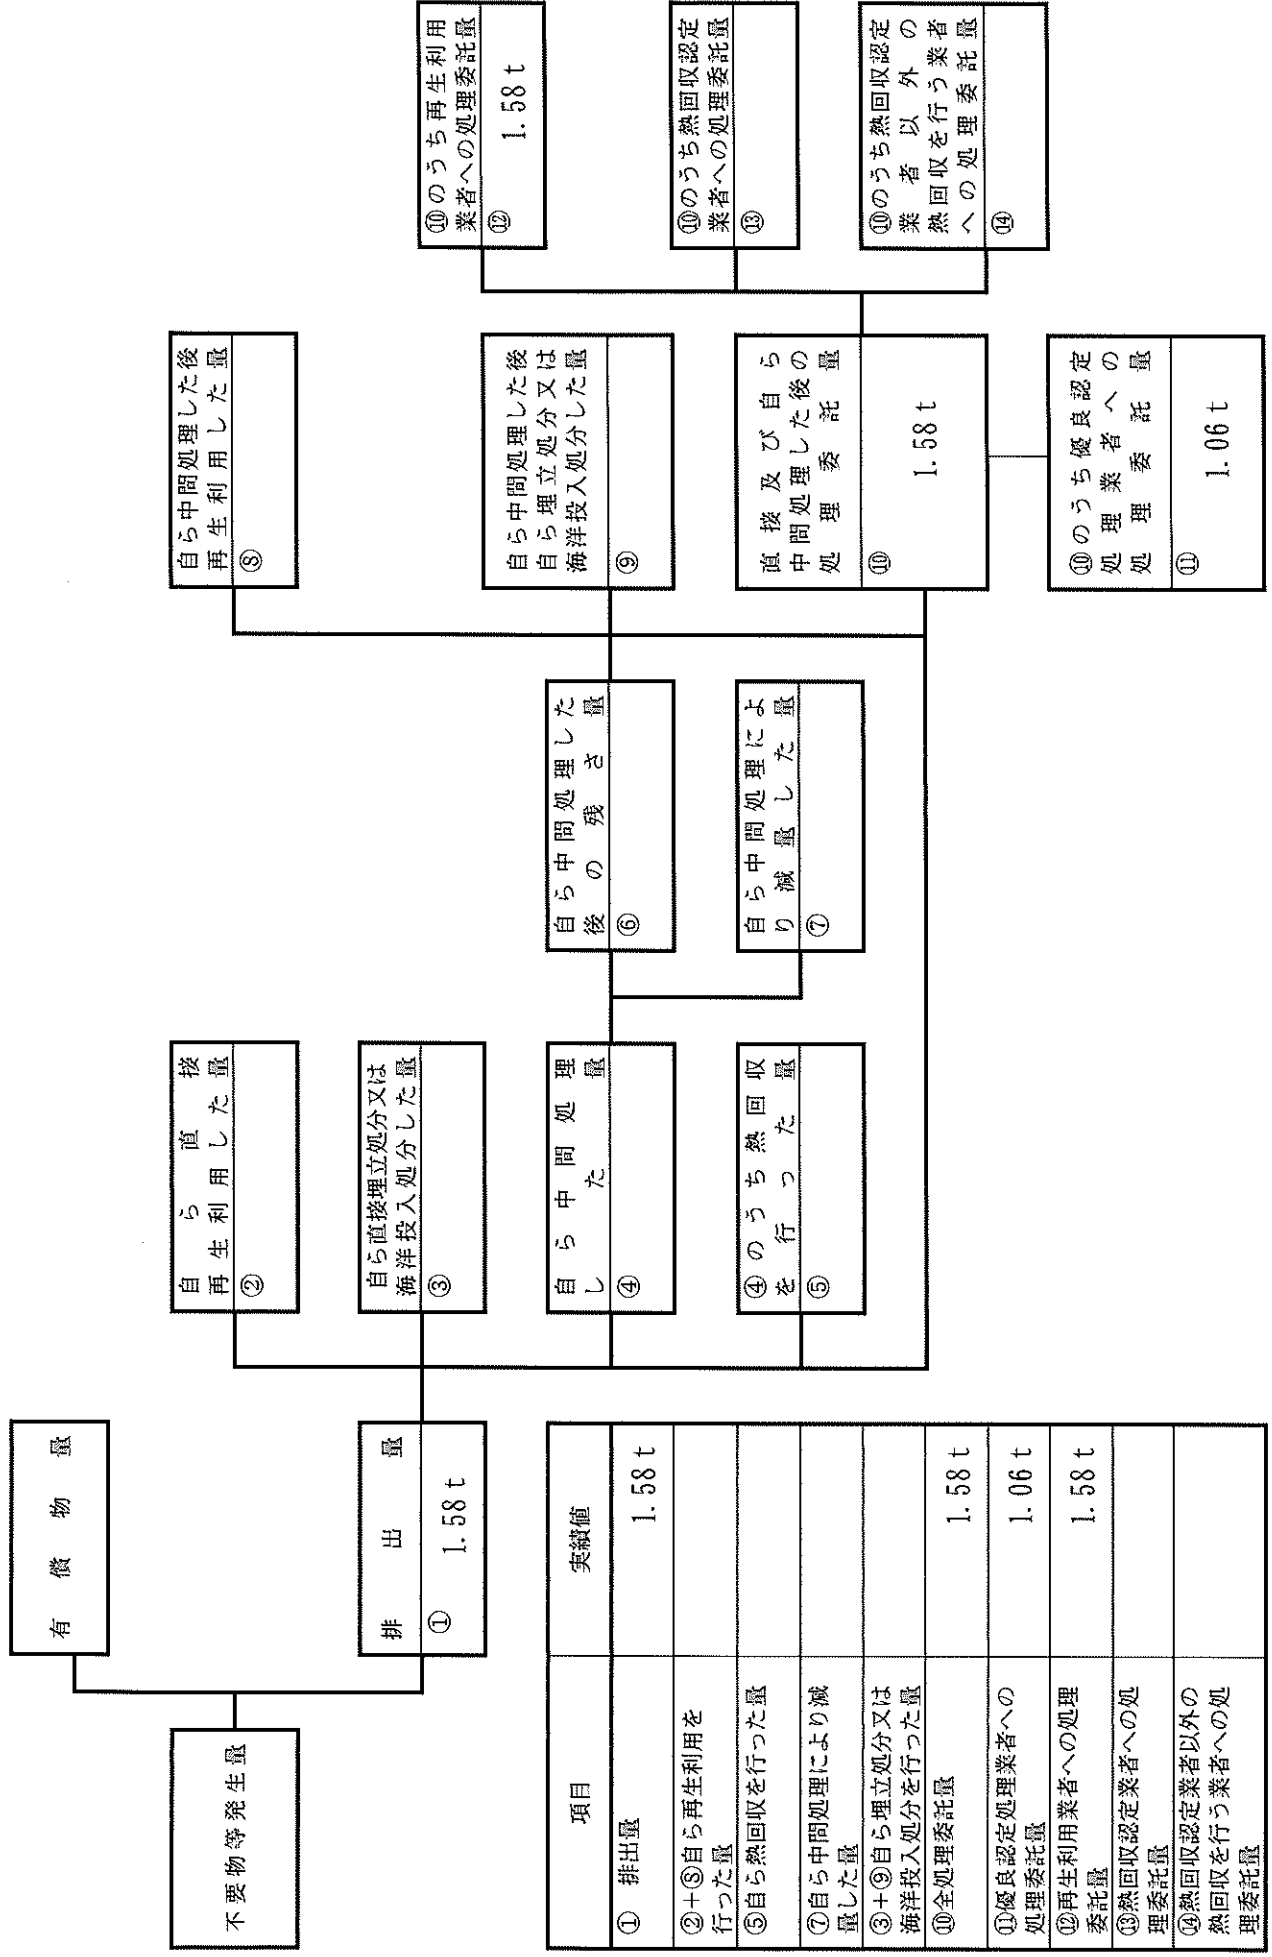 不要物等発生量
有償物量
排出量
① 1.58 t
自ら直接
再生利用した量
②
自ら直接埋立処分又は
海洋投入処分した量
③
自ら中間処理
した量
④
④のうち熱回収
を行った量
⑤
自ら中間処理した
後の残さ量
⑥
自ら中間処理によ
り減量した量
⑦
自ら中間処理した後
再生利用した量
⑧
自ら中間処理した後
自ら埋立処分又は
海洋投入処分した量
⑨
直接及び自ら
中間処理した後の
処理委託量
⑩
1.58 t
⑩のうち優良認定
処理業者への
処理委託量
⑪
1.06 t
⑩のうち再生利用
業者への処理委託量
⑫
1.58 t
⑩のうち熱回収認定
業者への処理委託量
⑬
⑩のうち熱回収認定
業者以外の
熱回収を行う業者
への処理委託量
⑭
項目 実績値
① 排出量 1.58 t
②+⑧自ら再生利用を
行った量
⑤自ら熱回収を行った量
⑦自ら中間処理により減
量した量
③+⑨自ら埋立処分又は
海洋投入処分を行った量
⑩全処理委託量 1.58 t
⑪優良認定処理業者への
処理委託量 1.06 t
⑫再生利用業者への処理
委託量 1.58 t
⑬熱回収認定業者への処
理委託量
⑭熱回収認定業者以外の
熱回収を行う業者への処
理委託量